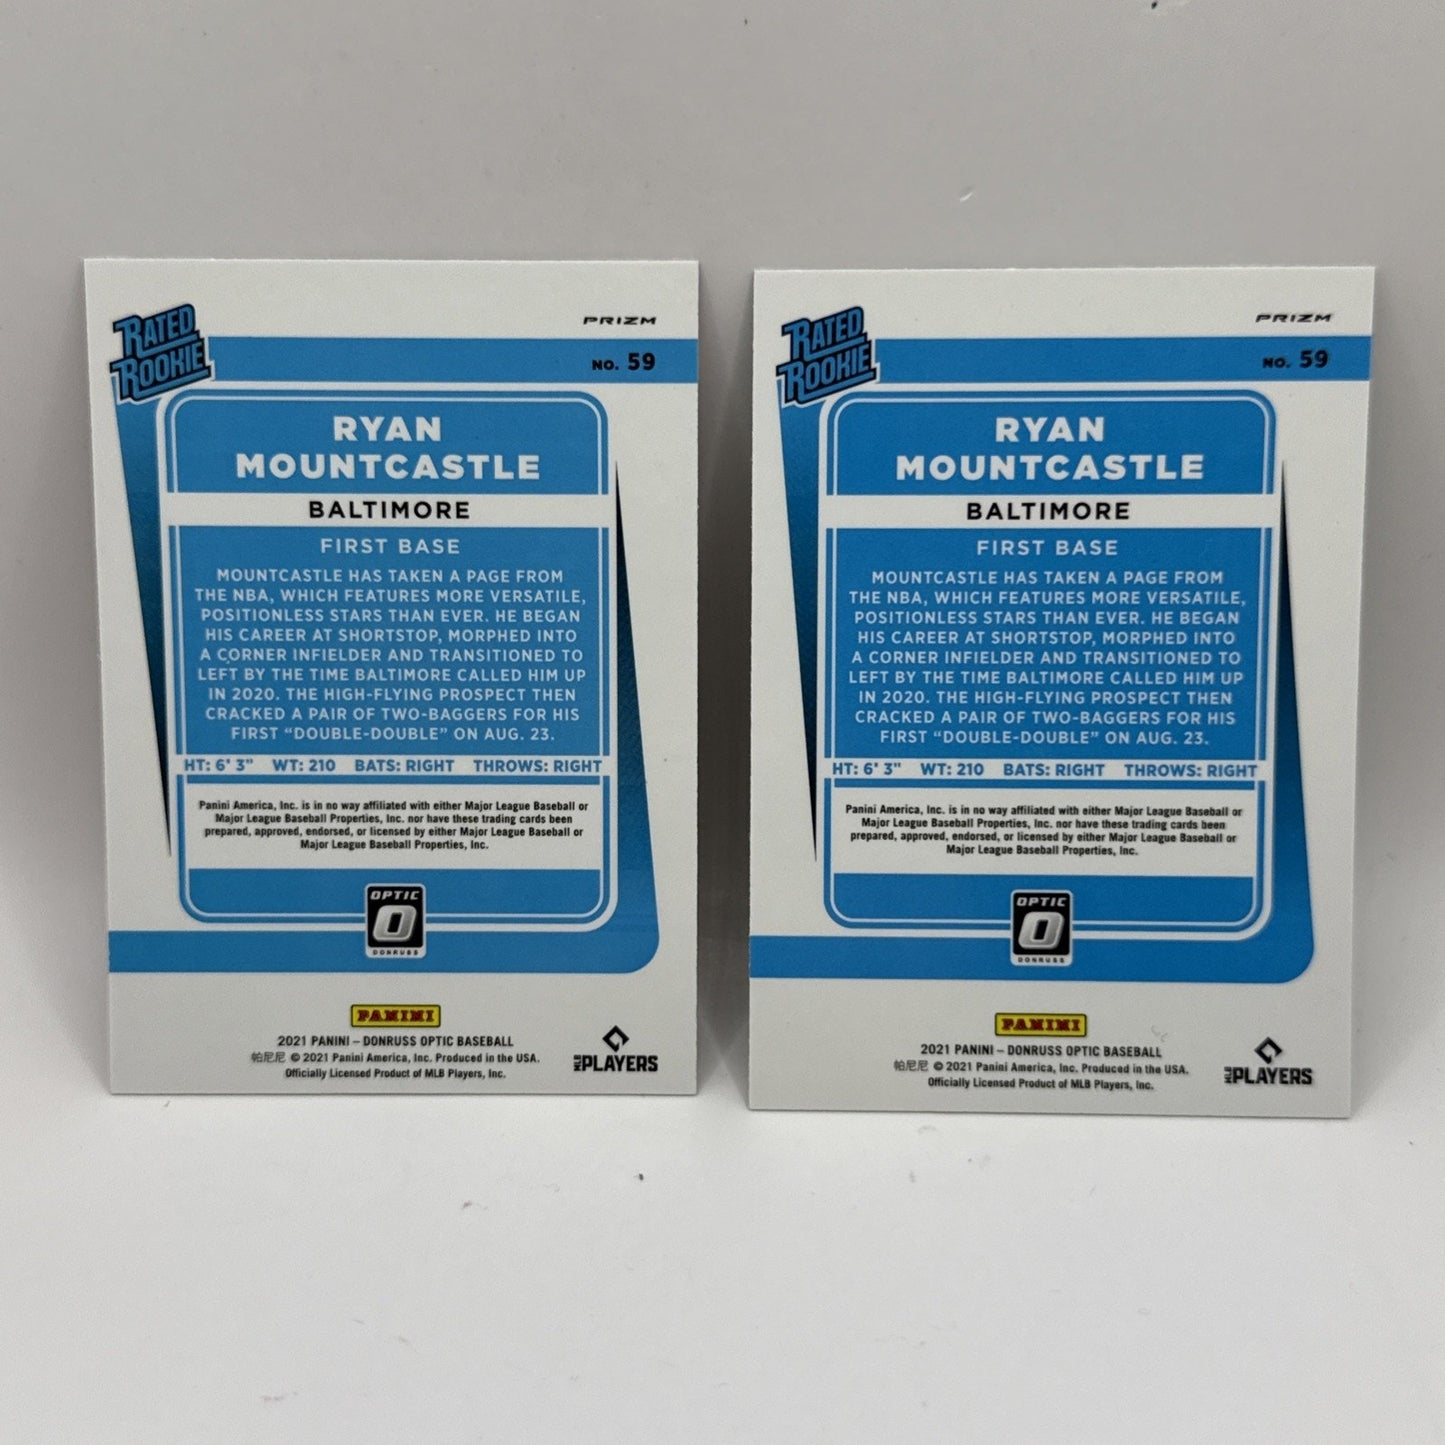 RATED
ROOKIE
PRIZM
NO. 59
RYAN
MOUNTCASTLE
BALTIMORE
FIRST BASE
MOUNTCASTLE HAS TAKEN A PAGE FROM
THE NBA, WHICH FEATURES MORE VERSATILE,
POSITIONLESS STARS THAN EVER. HE BEGAN
HIS CAREER AT SHORTSTOP, MORPHED INTO
A CORNER INFIELDER AND TRANSITIONED TO
LEFT BY THE TIME BALTIMORE CALLED HIM UP
IN 2020. THE HIGH-FLYING PROSPECT THEN
CRACKED A PAIR OF TWO-BAGGERS FOR HIS
FIRST “DOUBLE-DOUBLE” ON AUG. 23.
HT: 6' 3" WT: 210 BATS: RIGHT THROWS: RIGHT
Panini America, Inc. is in no way affiliated with either Major League Baseball or
Major League Baseball Properties, Inc. nor have these trading cards been
prepared, approved, endorsed, or licensed by either Major League Baseball or
Major League Baseball Properties, Inc.
OPTIC
O
DONRUSS
PANINI
2021 PANINI – DONRUSS OPTIC BASEBALL
帕尼尼 © 2021 Panini America, Inc. Produced in the USA.
Officially Licensed Product of MLB Players, Inc.
MLB PLAYERS
RATED
ROOKIE
PRIZM
NO. 59
RYAN
MOUNTCASTLE
BALTIMORE
FIRST BASE
MOUNTCASTLE HAS TAKEN A PAGE FROM
THE NBA, WHICH FEATURES MORE VERSATILE,
POSITIONLESS STARS THAN EVER. HE BEGAN
HIS CAREER AT SHORTSTOP, MORPHED INTO
A CORNER INFIELDER AND TRANSITIONED TO
LEFT BY THE TIME BALTIMORE CALLED HIM UP
IN 2020. THE HIGH-FLYING PROSPECT THEN
CRACKED A PAIR OF TWO-BAGGERS FOR HIS
FIRST “DOUBLE-DOUBLE” ON AUG. 23.
HT: 6' 3" WT: 210 BATS: RIGHT THROWS: RIGHT
Panini America, Inc. is in no way affiliated with either Major League Baseball or
Major League Baseball Properties, Inc. nor have these trading cards been
prepared, approved, endorsed, or licensed by either Major League Baseball or
Major League Baseball Properties, Inc.
OPTIC
O
DONRUSS
PANINI
2021 PANINI – DONRUSS OPTIC BASEBALL
帕尼尼 © 2021 Panini America, Inc. Produced in the USA.
Officially Licensed Product of MLB Players, Inc.
MLB PLAYERS